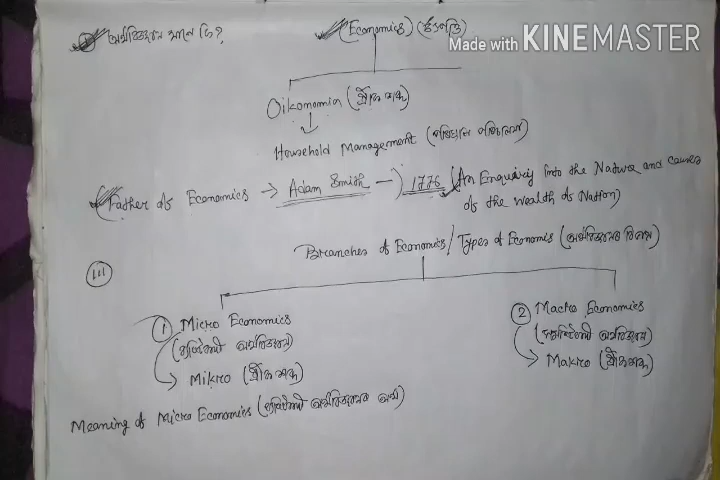 ① অৰ্থবিজ্ঞান মানে কি?
(Economics) (উৎপত্তি)
Made with KINEMASTER
Oikonomia (গ্ৰীক শব্দ)
Household Management (পৰিয়াল পৰিচালনা)
Father of Economics → Adam Smith → 1776 (An Enquiry into the Nature and causes
of the wealth of Nation)
Branches of Economics/Types of Economics (অৰ্থবিজ্ঞানৰ বিভাগ)
111
① Micro Economics
(ব্যষ্টিবাদী অৰ্থবিজ্ঞান)
→ Mikro (গ্ৰীক শব্দ)
② Macro Economics
(সমষ্টিবাদী অৰ্থবিজ্ঞান)
→ Makro (গ্ৰীক শব্দ)
Meaning of Micro Economics (ব্যষ্টিবাদী অৰ্থবিজ্ঞানৰ অৰ্থ)